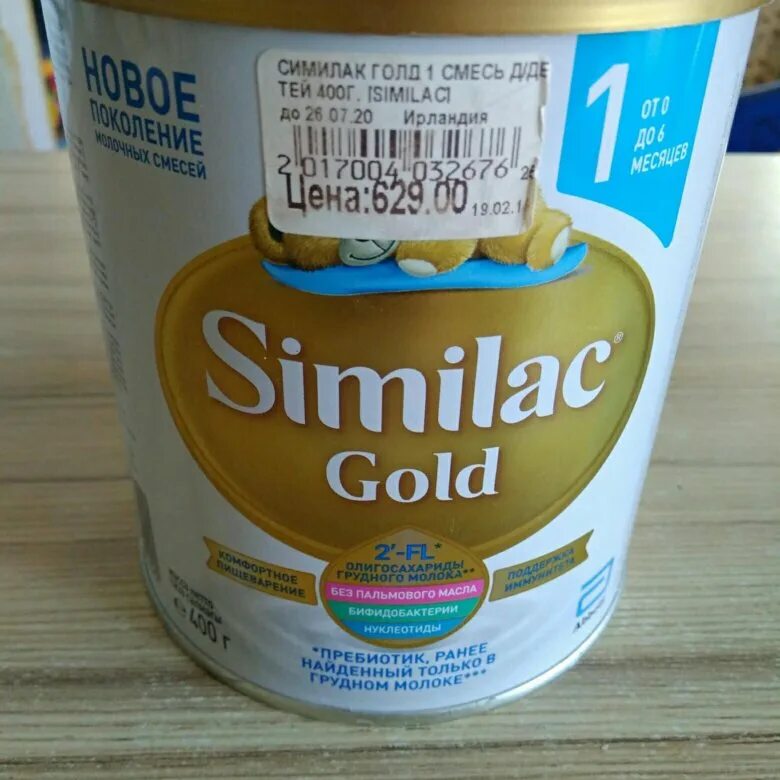 НОВОЕ
ПОКОЛЕНИЕ
МОЛОЧНЫХ СМЕСЕЙ
СИМИЛАК ГОЛД 1 СМЕСЬ Д/ДЕ
ТЕЙ 400Г. [SIMILAC]
до 26 07.20 Ирландия
2 017004 032676
Цена:629.00
19.02.1
1
ОТ 0
ДО 6
МЕСЯЦЕВ
Similac®
Gold
КОМФОРТНОЕ
ПИЩЕВАРЕНИЕ
2'-FL*
ОЛИГОСАХАРИДЫ
ГРУДНОГО МОЛОКА**
БЕЗ ПАЛЬМОВОГО МАСЛА
БИФИДОБАКТЕРИИ
НУКЛЕОТИДЫ
ПОДДЕРЖКА
ИММУНИТЕТА
Abbott
℮ 400 г
*ПРЕБИОТИК, РАНЕЕ
НАЙДЕННЫЙ ТОЛЬКО В
ГРУДНОМ МОЛОКЕ***